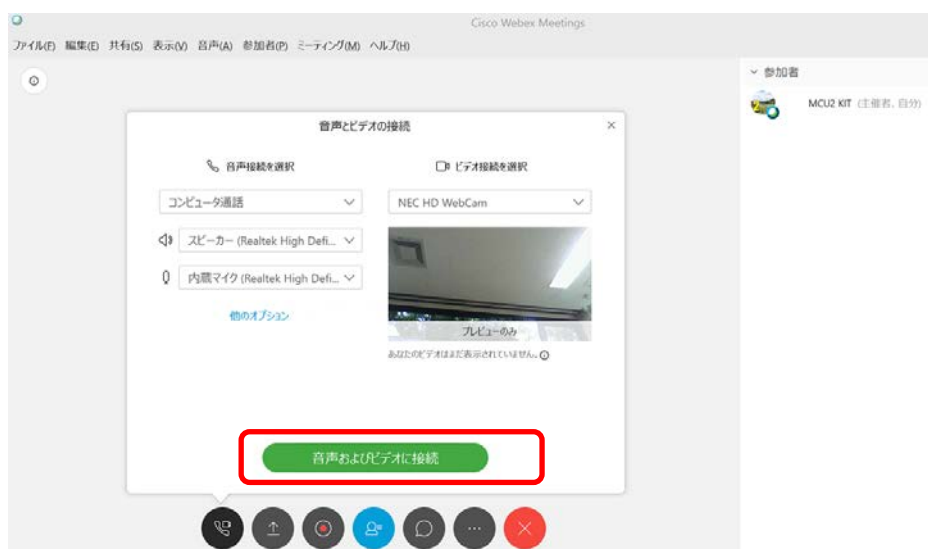 Cisco Webex Meetings
ファイル(F) 編集(E) 共有(S) 表示(V) 音声(A) 参加者(P) ミーティング(M) ヘルプ(H)
参加者
MCU2 KIT (主催者, 自分)
音声とビデオの接続
音声接続を選択
コンピュータ通話
スピーカー (Realtek High Defi...
内蔵マイク (Realtek High Defi...
他のオプション
ビデオ接続を選択
NEC HD WebCam
プレビューのみ
あなたのビデオはまだ表示されていません。
音声およびビデオに接続